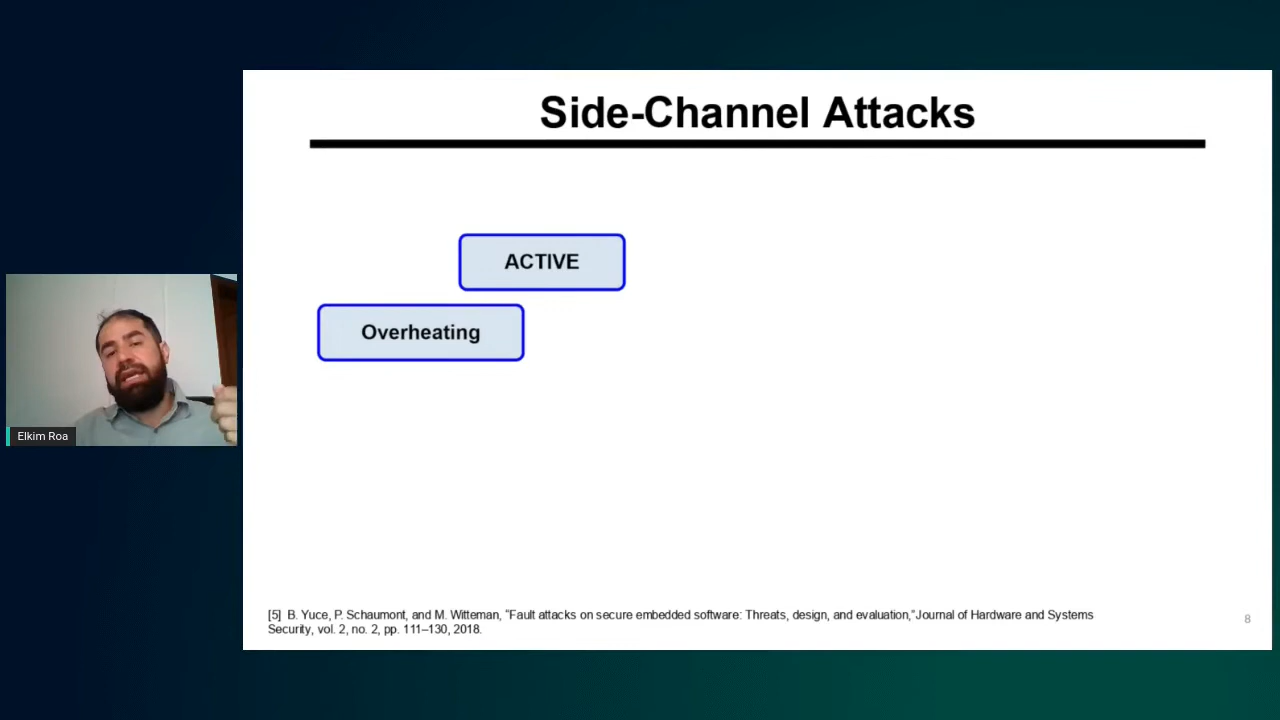 Side-Channel Attacks
ACTIVE
Overheating
Elkim Roa
[5] B. Yuce, P. Schaumont, and M. Witteman, “Fault attacks on secure embedded software: Threats, design, and evaluation,”Journal of Hardware and Systems
Security, vol. 2, no. 2, pp. 111–130, 2018.
8